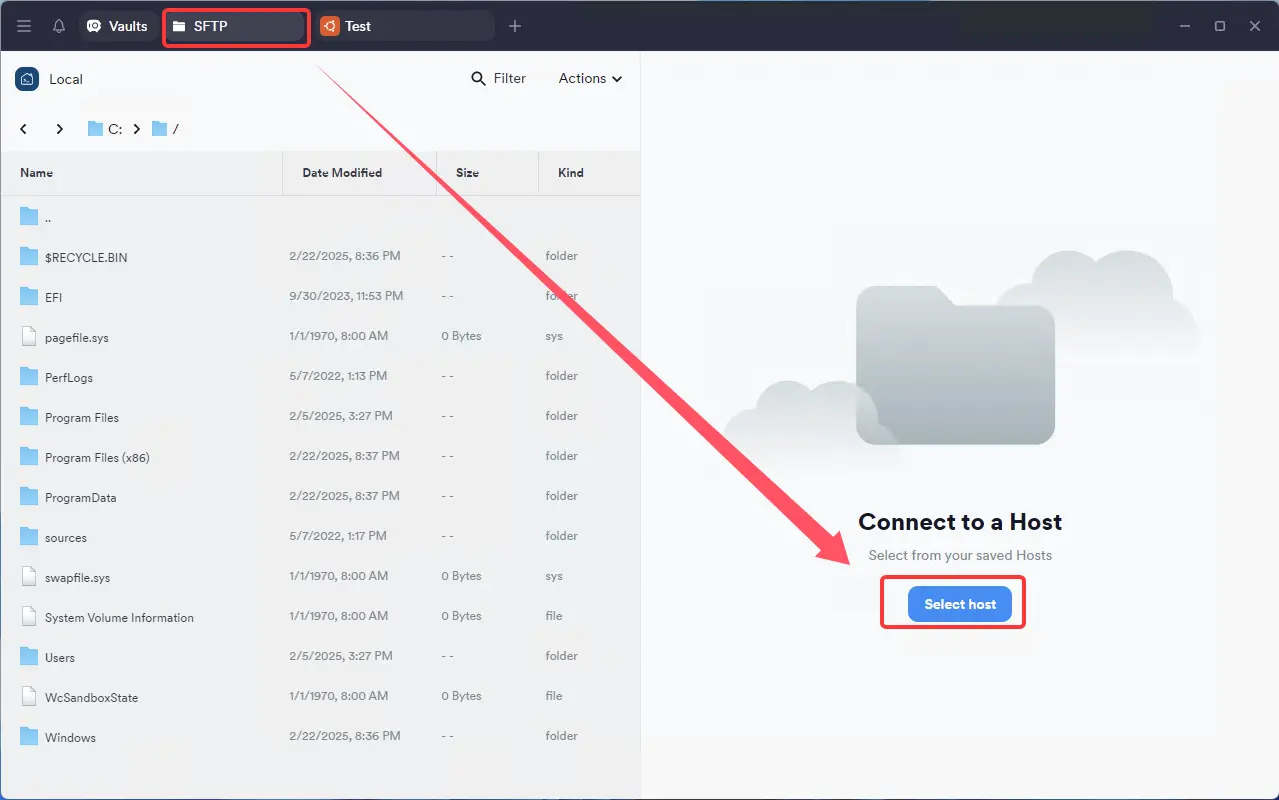 Vaults SFTP Test
Local Filter Actions
C: /
Name Date Modified Size Kind
..
$RECYCLE.BIN 2/22/2025, 8:36 PM - - folder
EFI 9/30/2023, 11:53 PM - - folder
pagefile.sys 1/1/1970, 8:00 AM 0 Bytes sys
PerfLogs 5/7/2022, 1:13 PM - - folder
Program Files 2/5/2025, 3:27 PM - - folder
Program Files (x86) 2/22/2025, 8:37 PM - - folder
ProgramData 2/22/2025, 8:37 PM - - folder
sources 5/7/2022, 1:17 PM - - folder
swapfile.sys 1/1/1970, 8:00 AM 0 Bytes sys
System Volume Information 1/1/1970, 8:00 AM 0 Bytes file
Users 2/5/2025, 3:27 PM - - folder
WcSandboxState 1/1/1970, 8:00 AM 0 Bytes file
Windows 2/22/2025, 8:36 PM - - folder
Connect to a Host
Select from your saved Hosts
Select host